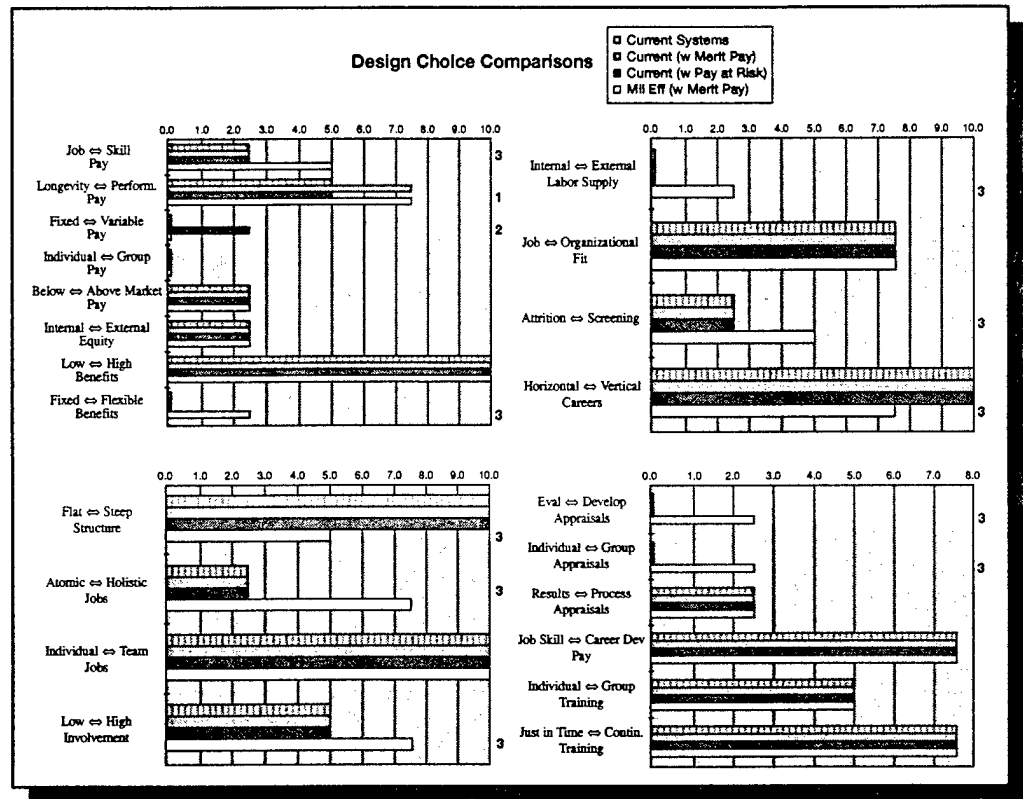 Design Choice Comparisons
Current Systems
Current (w Merit Pay)
Current (w Pay at Risk)
Mil Eff (w Merit Pay)
0.0 1.0 2.0 3.0 4.0 5.0 6.0 7.0 8.0 9.0 10.0
Job ⇔ Skill
Pay
3
Longevity ⇔ Perform.
Pay
1
Fixed ⇔ Variable
Pay
2
Individual ⇔ Group
Pay
Below ⇔ Above Market
Pay
Internal ⇔ External
Equity
Low ⇔ High
Benefits
Fixed ⇔ Flexible
Benefits
3
0.0 1.0 2.0 3.0 4.0 5.0 6.0 7.0 8.0 9.0 10.0
Internal ⇔ External
Labor Supply
3
Job ⇔ Organizational
Fit
Attrition ⇔ Screening
3
Horizontal ⇔ Vertical
Careers
3
0.0 1.0 2.0 3.0 4.0 5.0 6.0 7.0 8.0 9.0 10.0
Flat ⇔ Steep
Structure
3
Atomic ⇔ Holistic
Jobs
3
Individual ⇔ Team
Jobs
Low ⇔ High
Involvement
3
0.0 1.0 2.0 3.0 4.0 5.0 6.0 7.0 8.0
Eval ⇔ Develop
Appraisals
3
Individual ⇔ Group
Appraisals
3
Results ⇔ Process
Appraisals
Job Skill ⇔ Career Dev
Pay
Individual ⇔ Group
Training
Just in Time ⇔ Contin.
Training